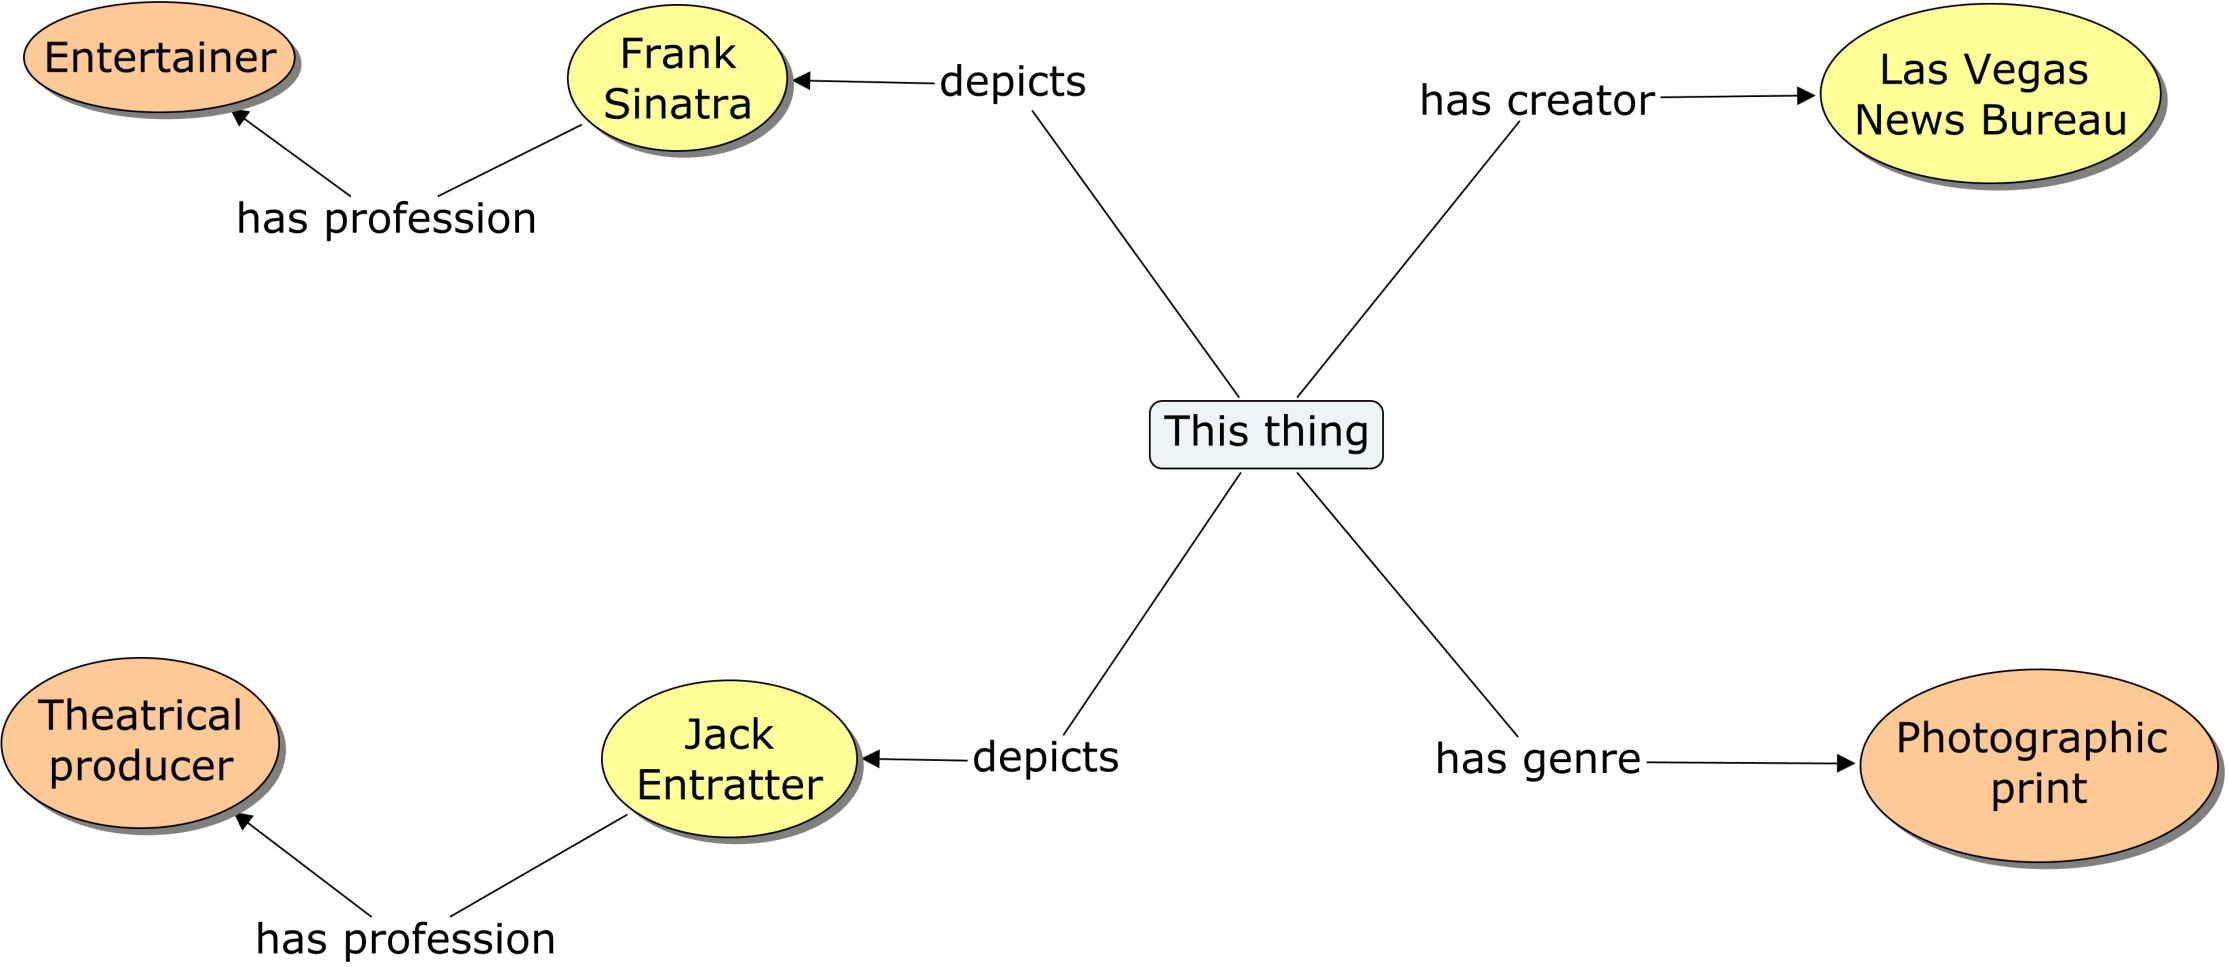 Entertainer
Frank
Sinatra
depicts
has creator
Las Vegas
News Bureau
has profession
This thing
Theatrical
producer
Jack
Entratter
depicts
has genre
Photographic
print
has profession